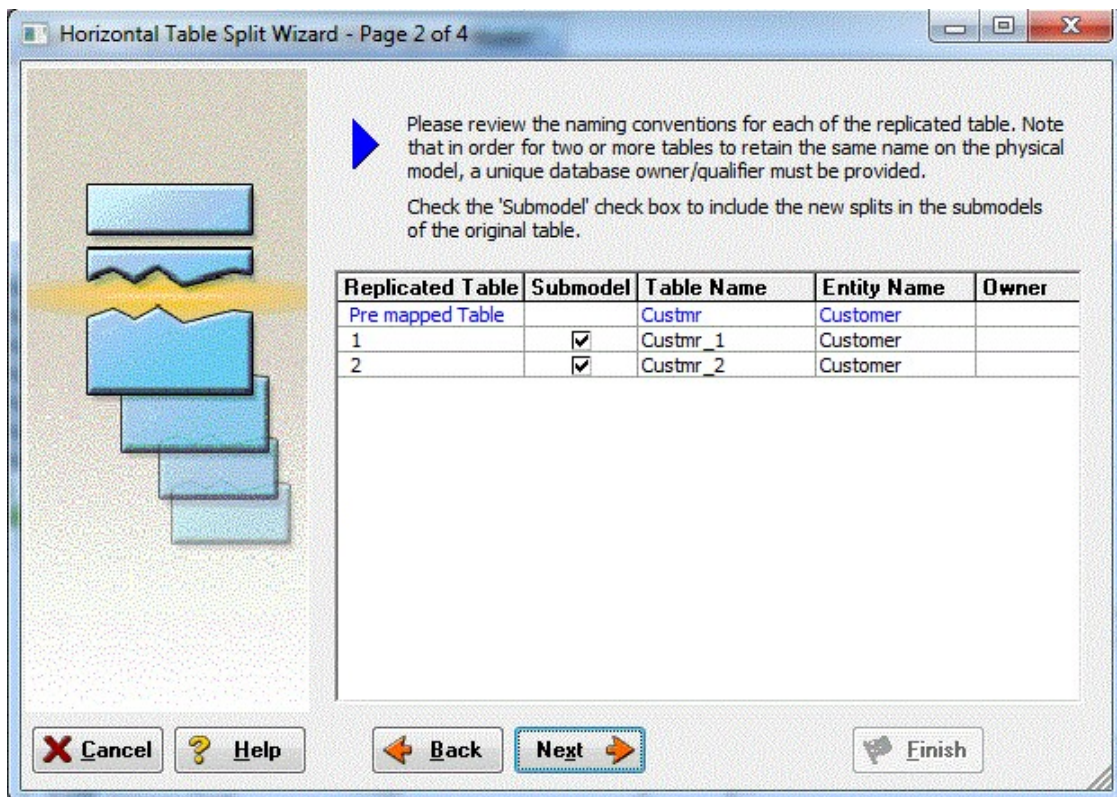 Horizontal Table Split Wizard - Page 2 of 4
Please review the naming conventions for each of the replicated table. Note
that in order for two or more tables to retain the same name on the physical
model, a unique database owner/qualifier must be provided.
Check the 'Submodel' check box to include the new splits in the submodels
of the original table.
Replicated Table Submodel Table Name Entity Name Owner
Pre mapped Table Custmr Customer
1 Custmr_1 Customer
2 Custmr_2 Customer
Cancel Help Back Next Finish